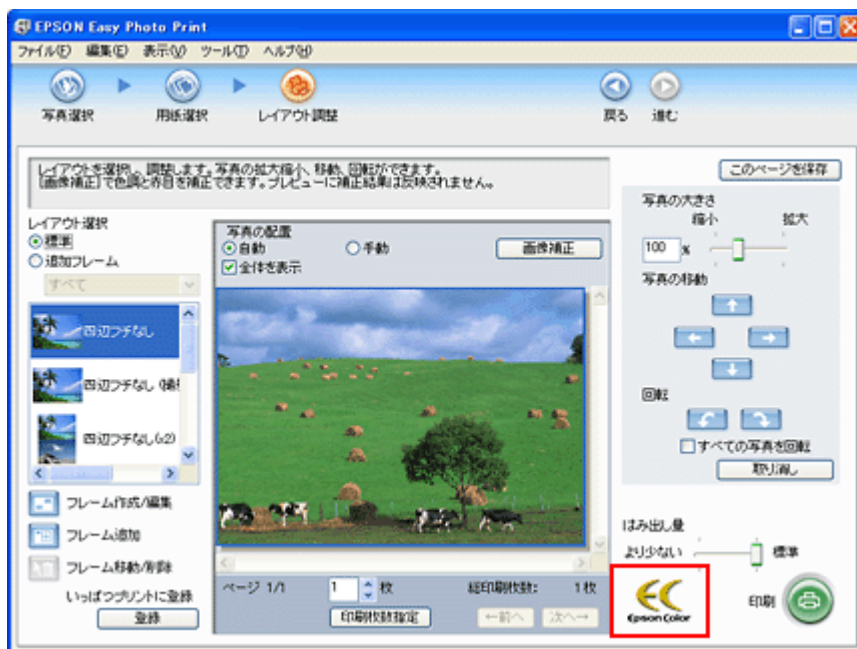 EPSON Easy Photo Print
ファイル(F) 編集(E) 表示(V) ツール(T) ヘルプ(H)
写真選択 用紙選択 レイアウト調整 戻る 進む
レイアウトを選択し、調整します。写真の拡大縮小、移動、回転ができます。
[画像補正]で色調と赤目を補正できます。プレビューに補正結果は反映されません。
このページを保存
レイアウト選択
標準
追加フレーム
すべて
四辺フチなし
四辺フチなし
四辺フチなし(x2)
フレーム作成/編集
フレーム追加
フレーム移動/削除
いっぱつプリントに登録
登録
写真の配置
自動 手動 画像補正
全体を表示
ページ 1/1 1 枚 総印刷枚数: 1枚
印刷枚数指定 ←前へ 次へ→
写真の大きさ
縮小 拡大
100 %
写真の移動
回転
すべての写真を回転
取り消し
はみ出し量
より少ない 標準
Epson Color
印刷